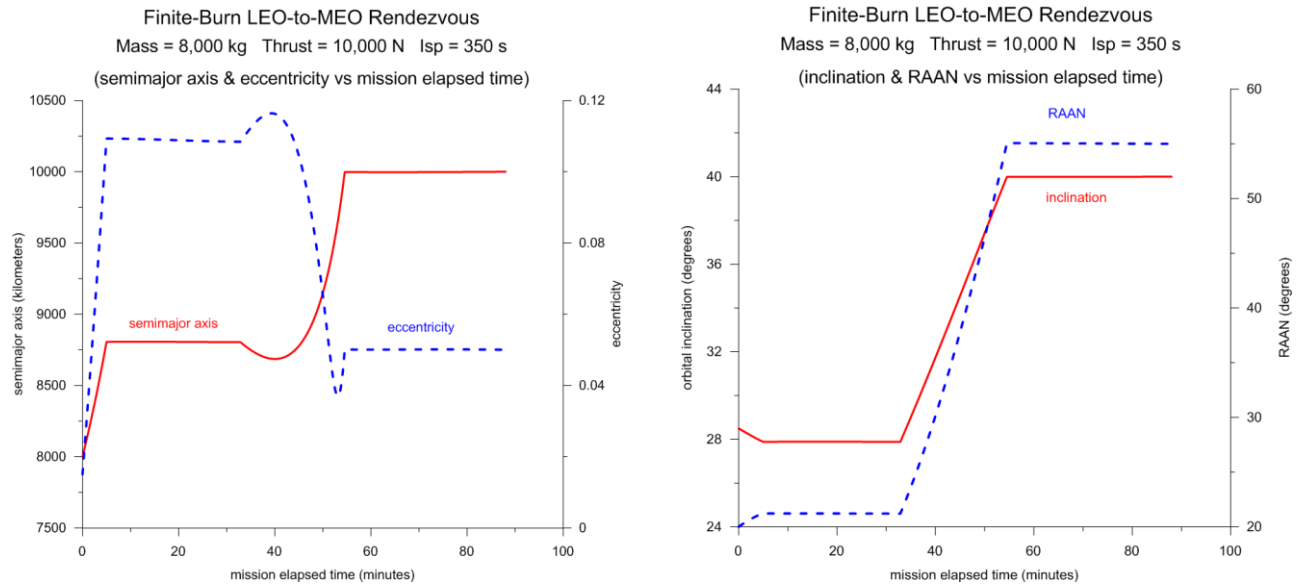 Finite-Burn LEO-to-MEO Rendezvous
Mass = 8,000 kg Thrust = 10,000 N Isp = 350 s
(semimajor axis & eccentricity vs mission elapsed time)
10500
10000
9500
9000
8500
8000
7500
semimajor axis (kilometers)
0.12
0.08
0.04
0
eccentricity
semimajor axis
eccentricity
0
20
40
60
80
100
mission elapsed time (minutes)
Finite-Burn LEO-to-MEO Rendezvous
Mass = 8,000 kg Thrust = 10,000 N Isp = 350 s
(inclination & RAAN vs mission elapsed time)
44
40
36
32
28
24
orbital inclination (degrees)
60
50
40
30
20
RAAN (degrees)
RAAN
inclination
0
20
40
60
80
100
mission elapsed time (minutes)